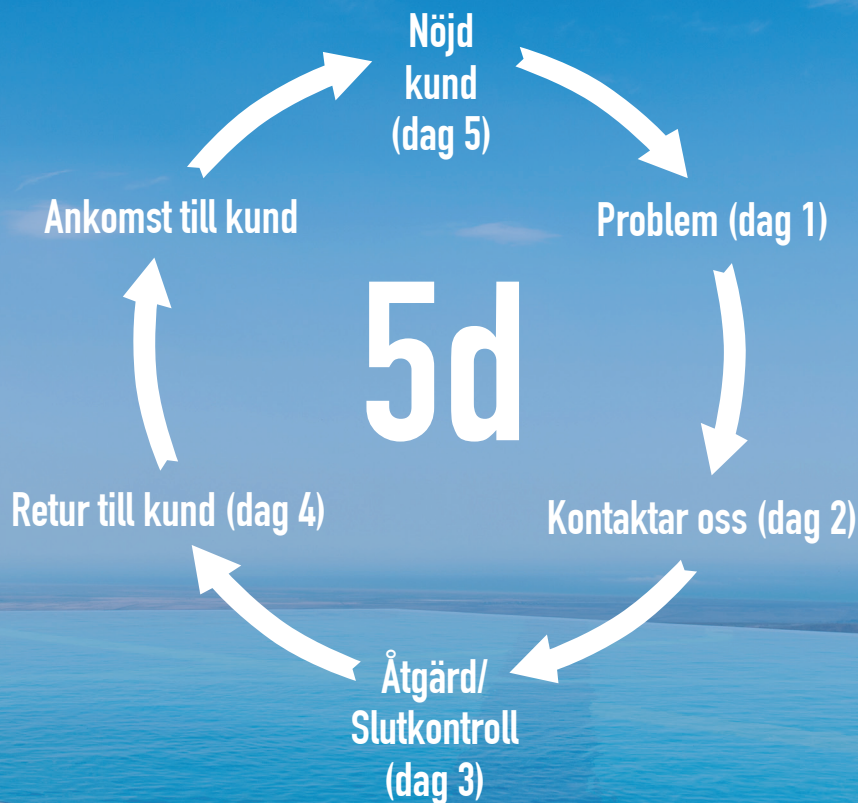 Nöjd
kund
(dag 5)
Ankomst till kund
Problem (dag 1)
5d
Retur till kund (dag 4)
Kontaktar oss (dag 2)
Åtgärd/
Slutkontroll
(dag 3)